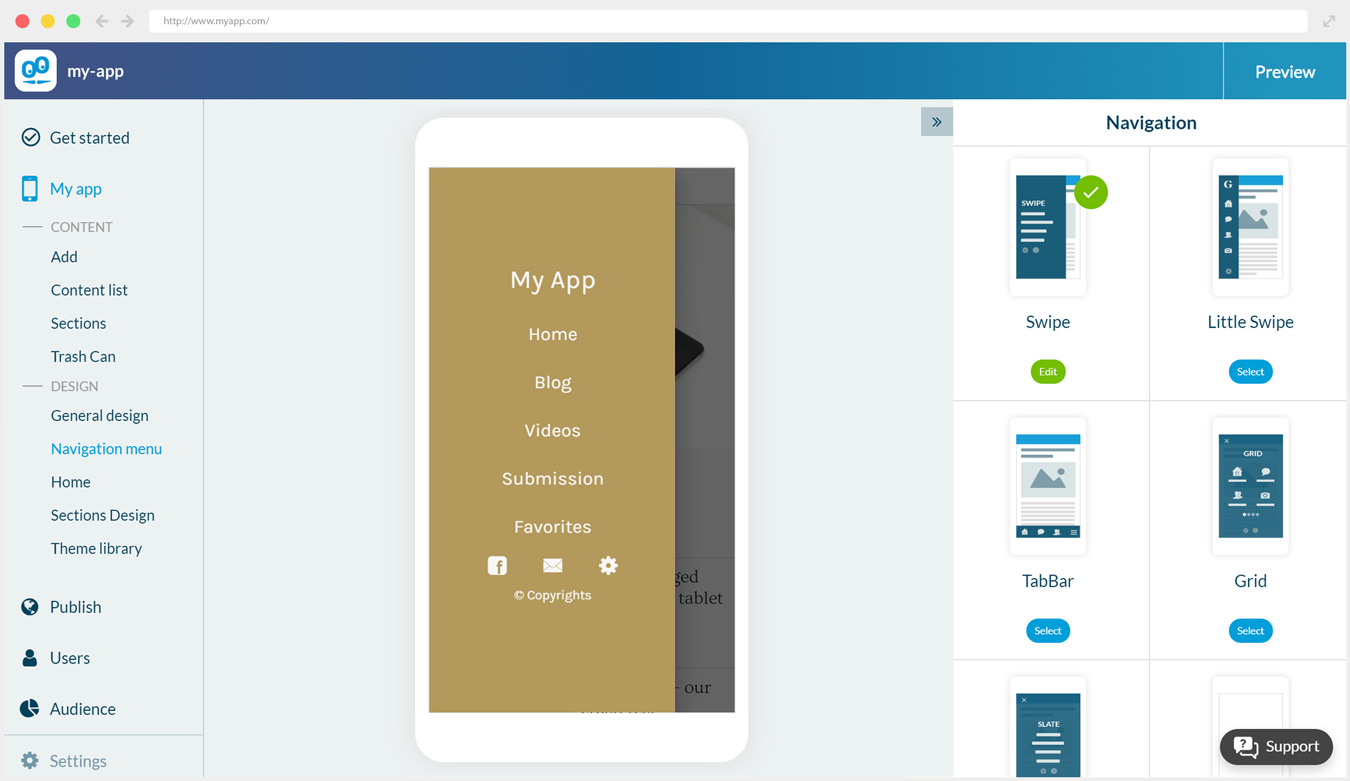 http://www.myapp.com/
my-app
Preview
Get started
My app
CONTENT
Add
Content list
Sections
Trash Can
DESIGN
General design
Navigation menu
Home
Sections Design
Theme library
Publish
Users
Audience
Settings
My App
Home
Blog
Videos
Submission
Favorites
© Copyrights
tablet
our
Navigation
SWIPE
Swipe
Edit
G
Little Swipe
Select
TabBar
Select
GRID
Grid
Select
SLATE
Support